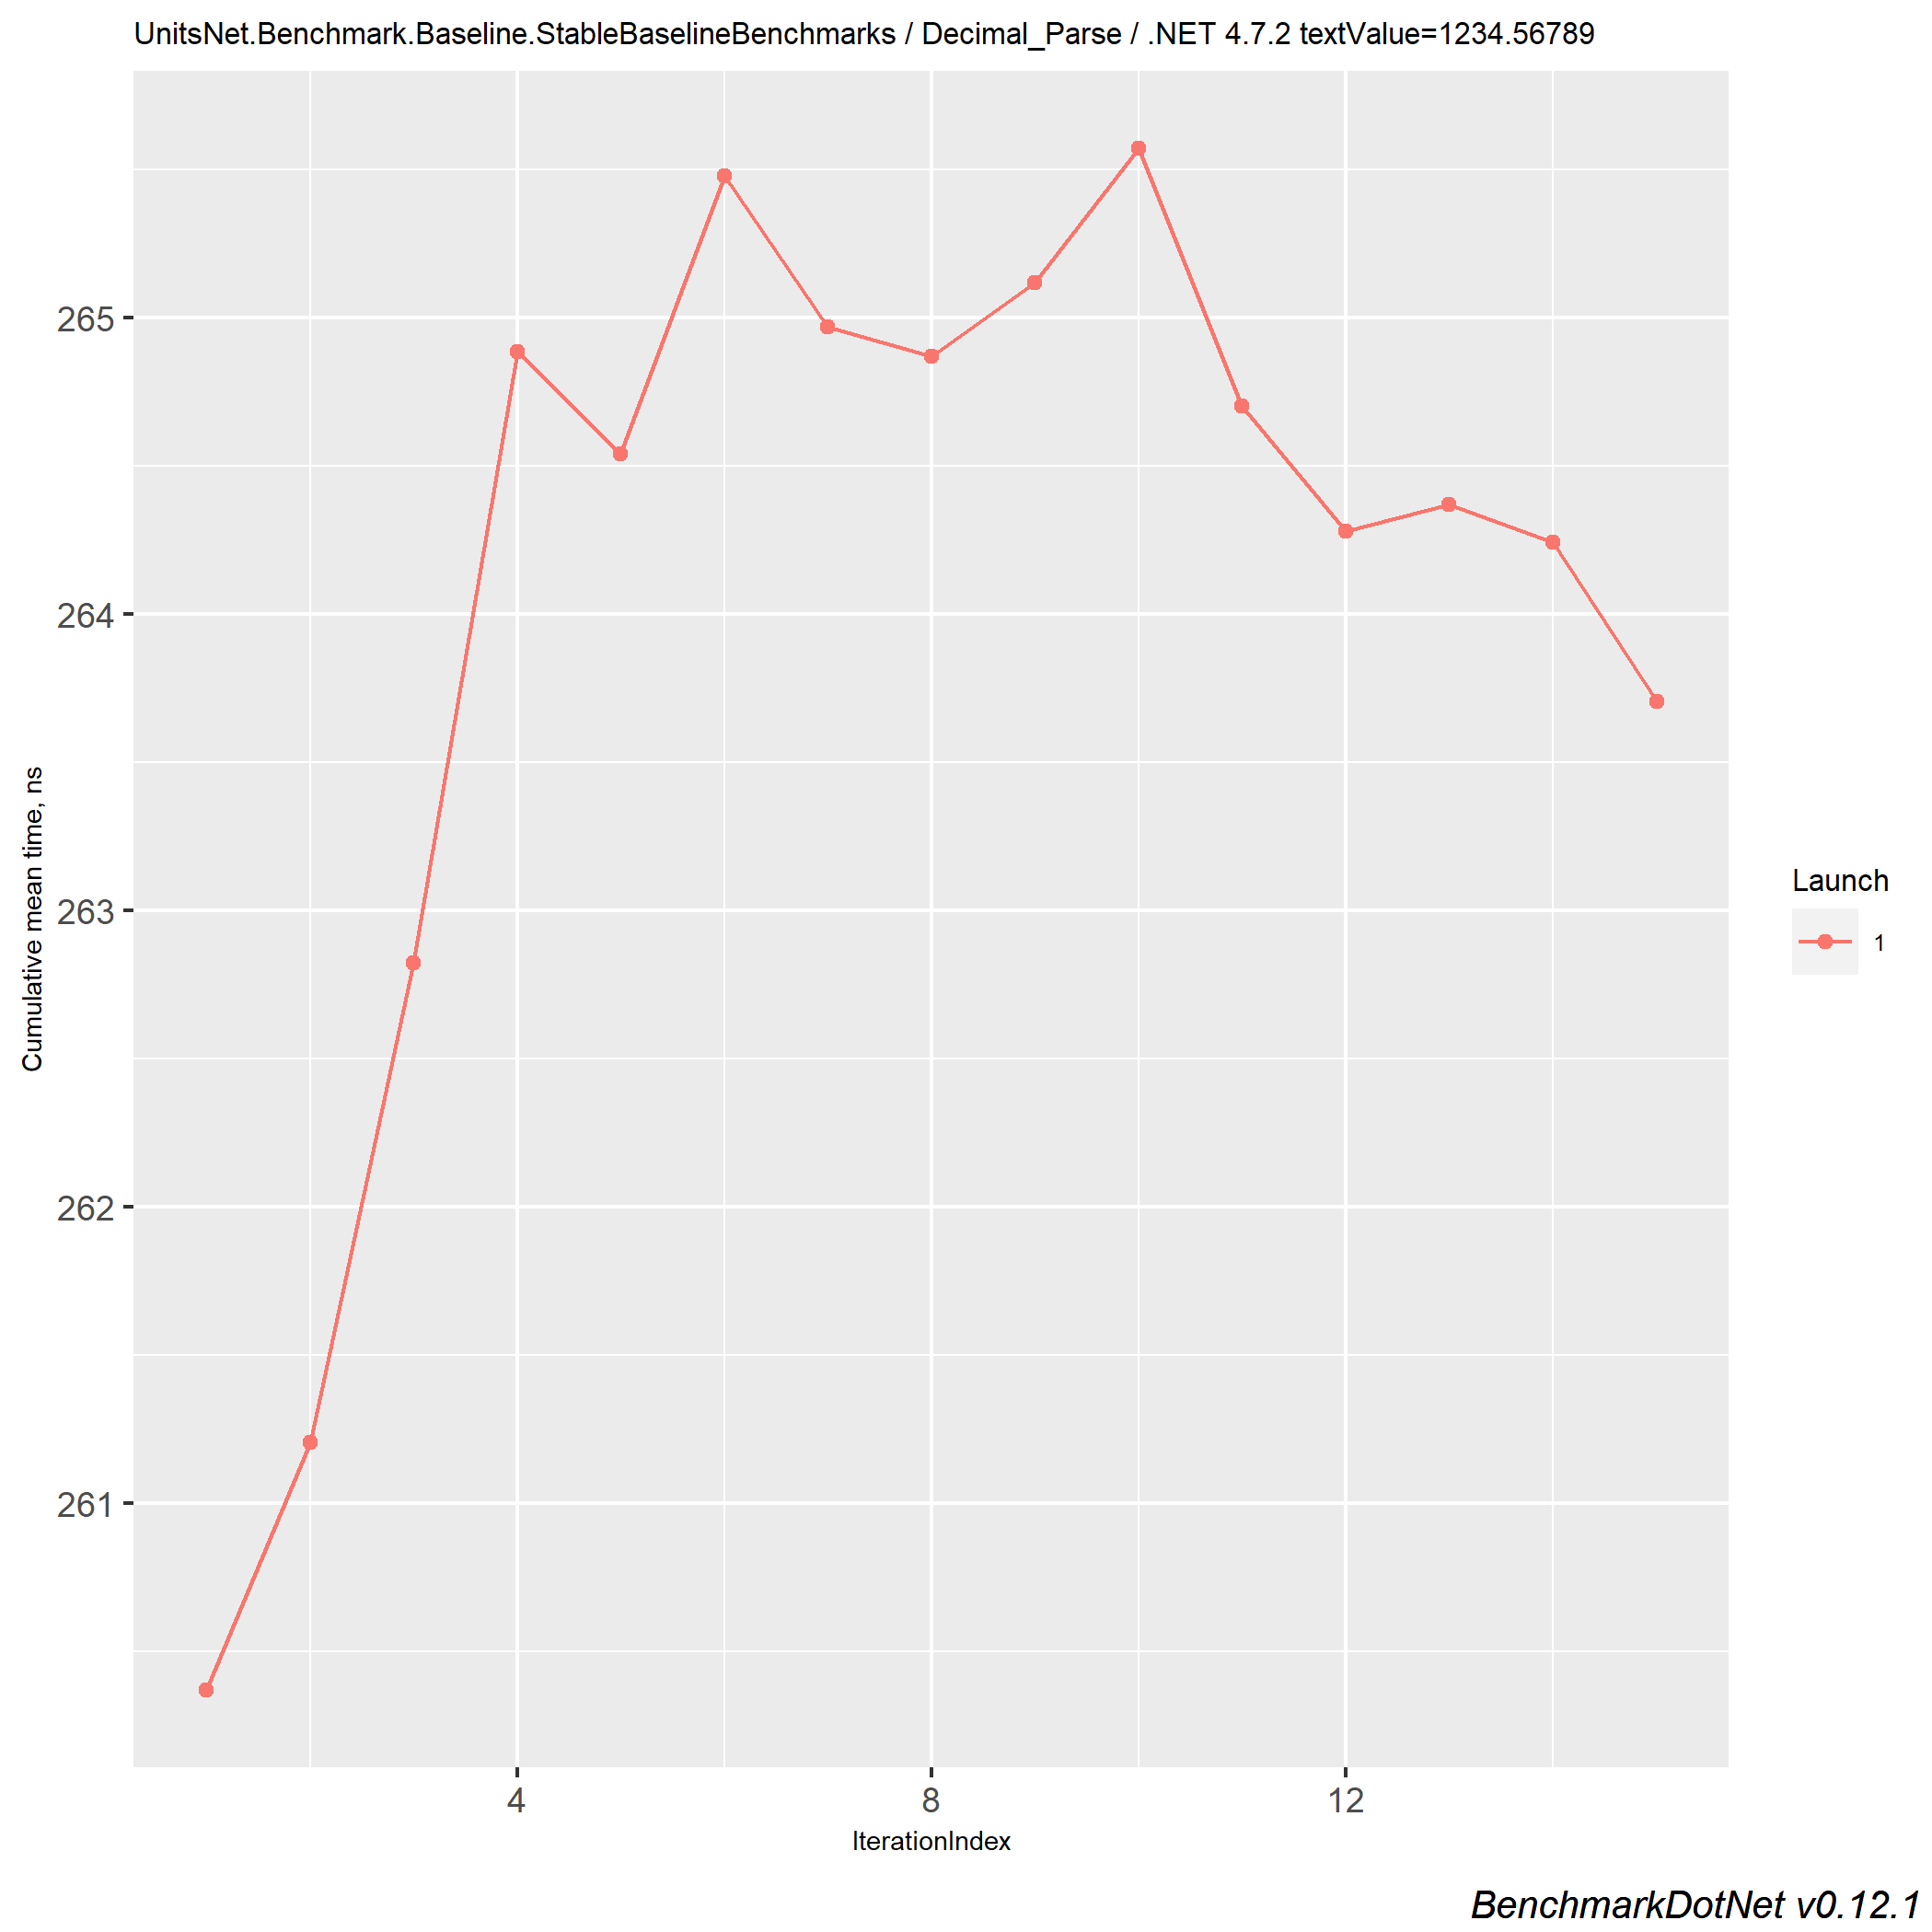 UnitsNet.Benchmark.Baseline.StableBaselineBenchmarks / Decimal_Parse / .NET 4.7.2 textValue=1234.56789
265
264
263
262
261
Cumulative mean time, ns
4 8 12
IterationIndex
Launch
1
BenchmarkDotNet v0.12.1